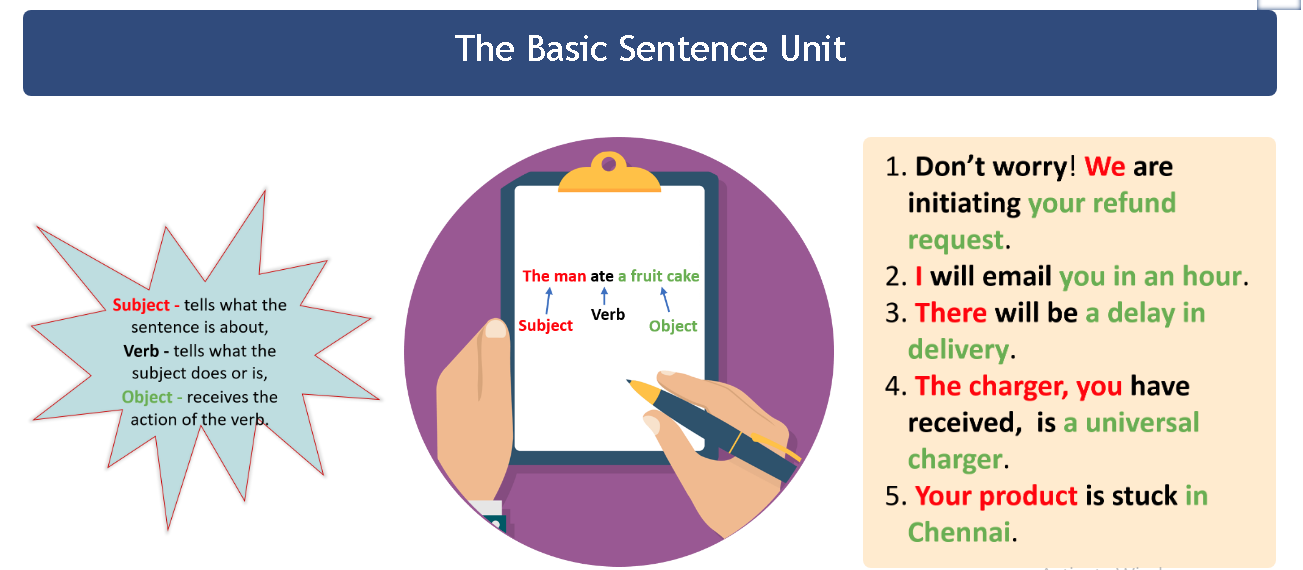 The Basic Sentence Unit
Subject - tells what the
sentence is about,
Verb - tells what the
subject does or is,
Object - receives the
action of the verb.
The man ate a fruit cake
Subject
Verb
Object
1. Don’t worry! We are
initiating your refund
request.
2. I will email you in an hour.
3. There will be a delay in
delivery.
4. The charger, you have
received,  is a universal
charger.
5. Your product is stuck in
Chennai.